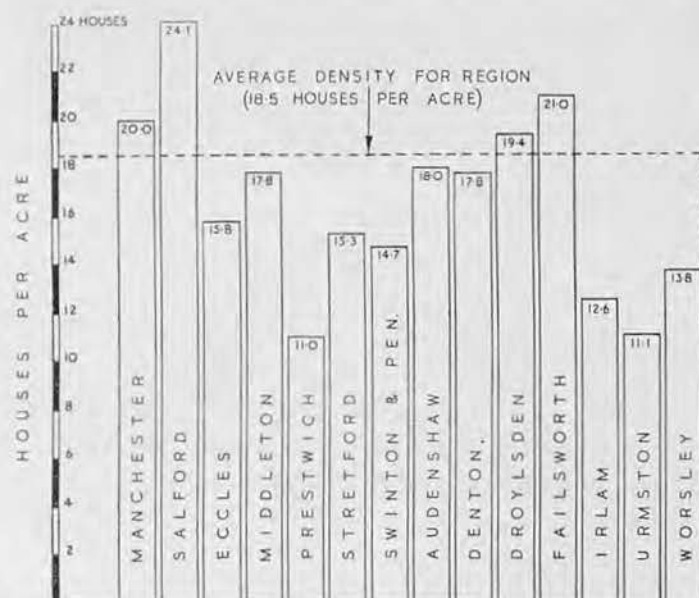 24 HOUSES
22
20
18
16
14
12
10
8
6
4
2
HOUSES PER ACRE
AVERAGE DENSITY FOR REGION
(18·5 HOUSES PER ACRE)
20·0
24·1
15·8
17·8
11·0
15·3
14·7
18·0
17·8
19·4
21·0
12·6
11·1
13·8
MANCHESTER
SALFORD
ECCLES
MIDDLETON
PRESTWICH
STRETFORD
SWINTON & PEN.
AUDENSHAW
DENTON.
DROYLSDEN
FAILSWORTH
IRLAM
URMSTON
WORSLEY